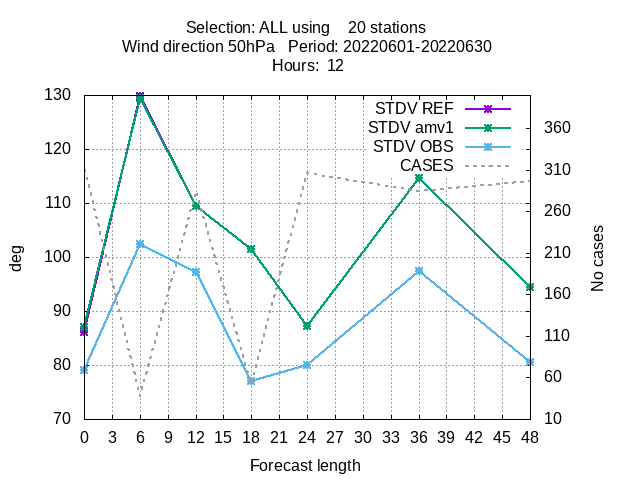 Selection: ALL using    20 stations
Wind direction 50hPa   Period: 20220601-20220630
Hours:  12
STDV REF
STDV amv1
STDV OBS
CASES
130
120
110
100
90
80
70
deg
360
310
260
210
160
110
60
10
No cases
0 3 6 9 12 15 18 21 24 27 30 33 36 39 42 45 48
Forecast length